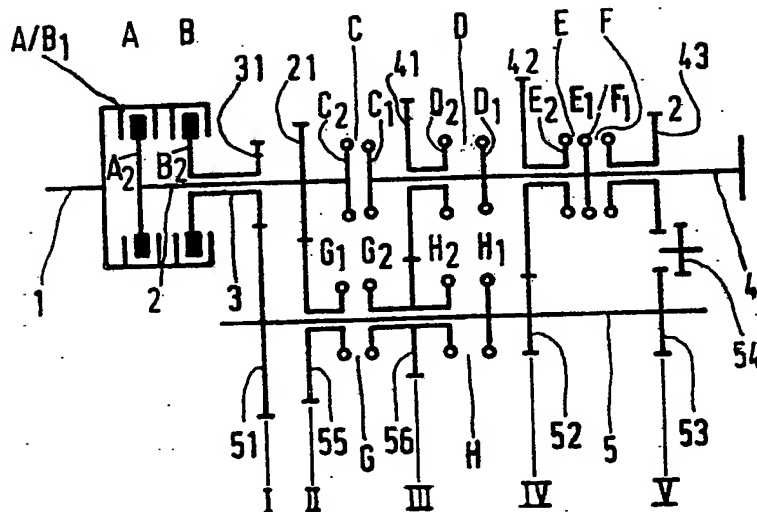 A/B1 A B C D E F
31 21 41 42 43
C2 C1 D2 D1 E2 E1/F1 2
A2 B2
1 2 3 4
G1 G2 H2 H1
54
51 55 G 56 H 52 5 53
I II III IV V